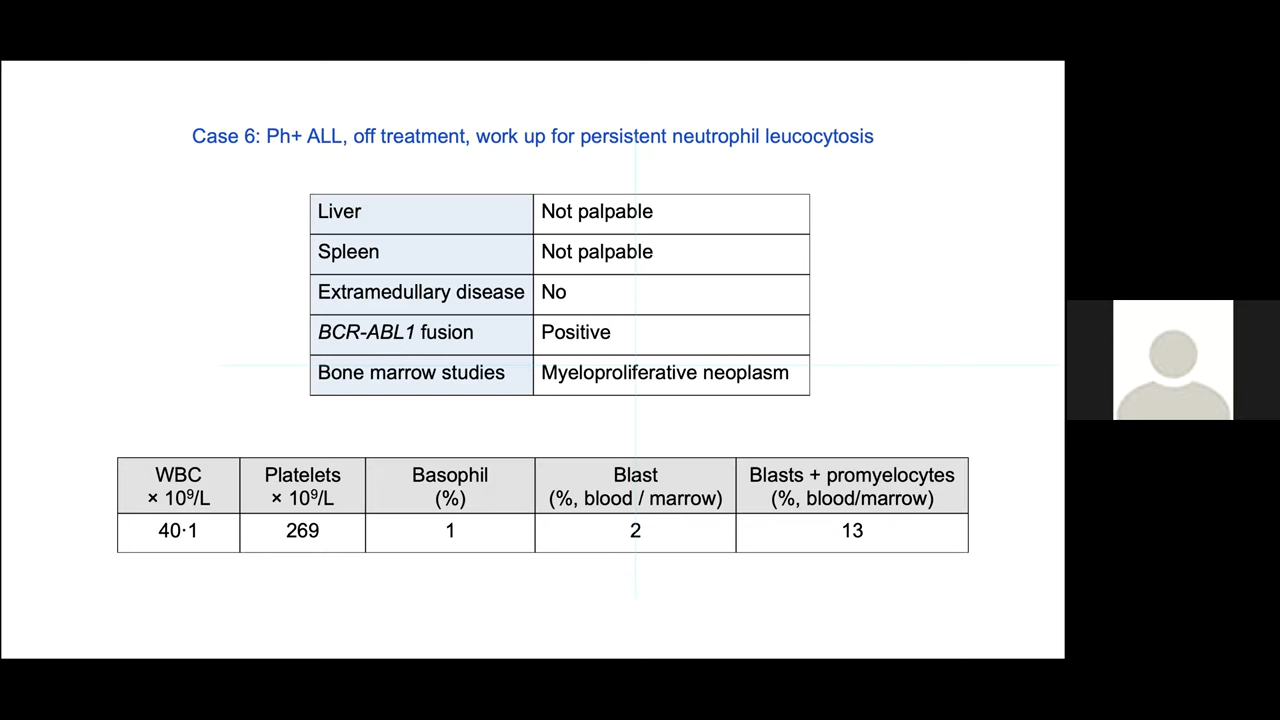 Case 6: Ph+ ALL, off treatment, work up for persistent neutrophil leucocytosis
Liver Not palpable
Spleen Not palpable
Extramedullary disease No
BCR-ABL1 fusion Positive
Bone marrow studies Myeloproliferative neoplasm
WBC Platelets Basophil Blast Blasts + promyelocytes
× 10⁹/L × 10⁹/L (%) (%, blood / marrow) (%, blood/marrow)
40·1 269 1 2 13